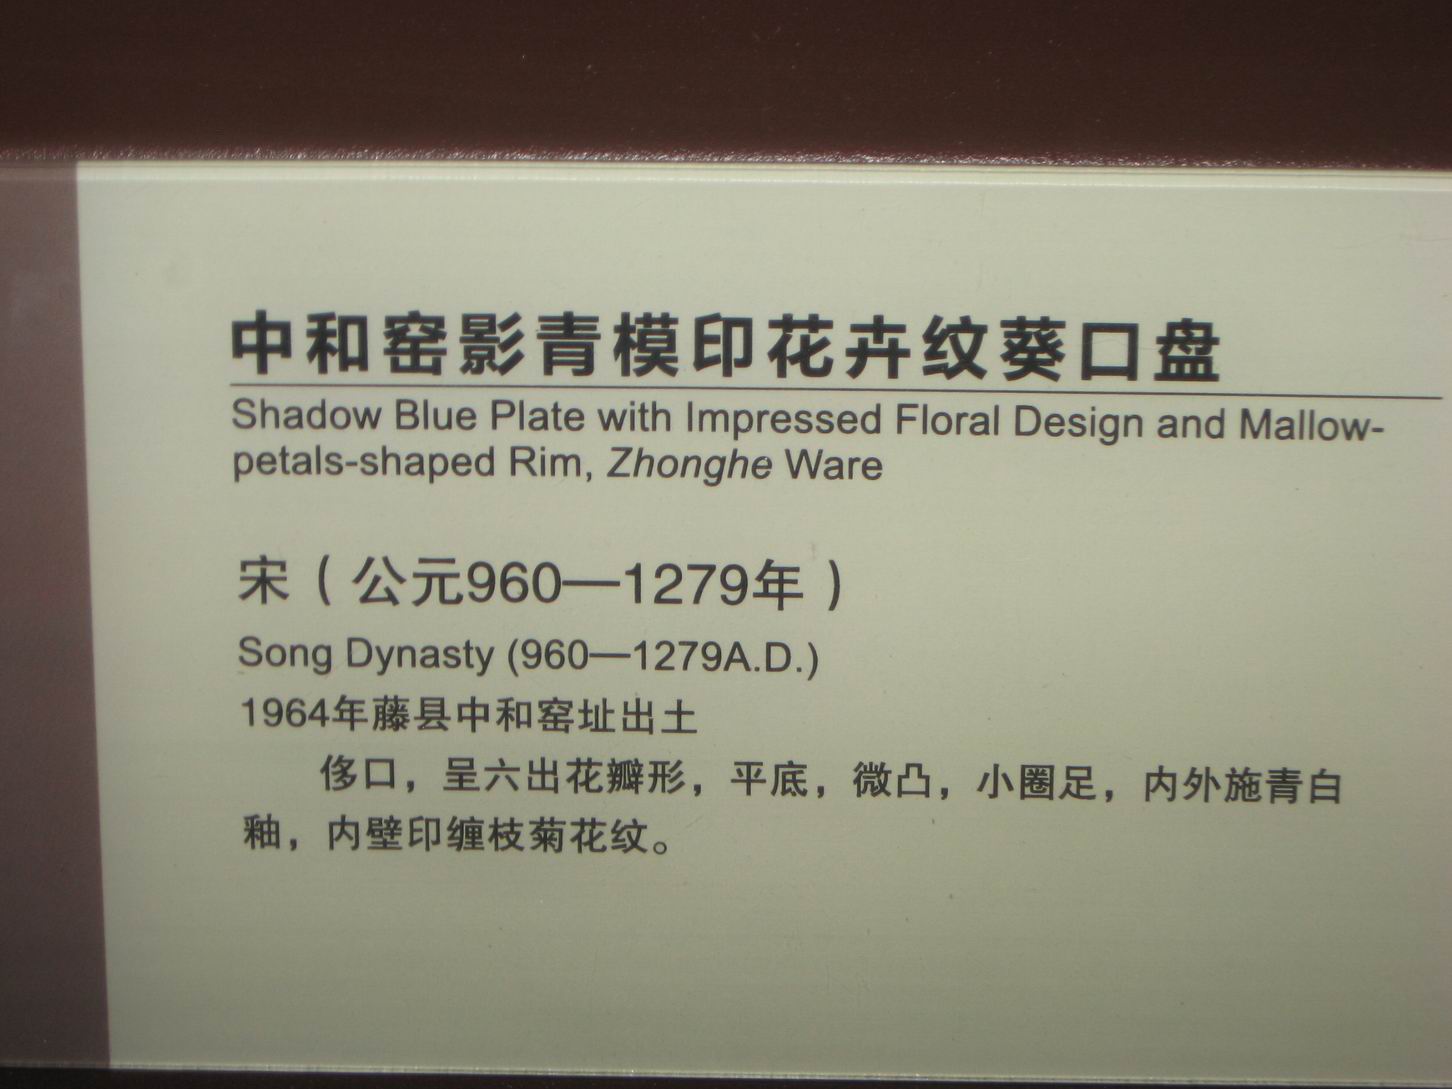 中和窑影青模印花卉纹葵口盘
Shadow Blue Plate with Impressed Floral Design and Mallow-
petals-shaped Rim, Zhonghe Ware
宋（公元960—1279年）
Song Dynasty (960—1279A.D.)
1964年藤县中和窑址出土
侈口，呈六出花瓣形，平底，微凸，小圈足，内外施青白
釉，内壁印缠枝菊花纹。